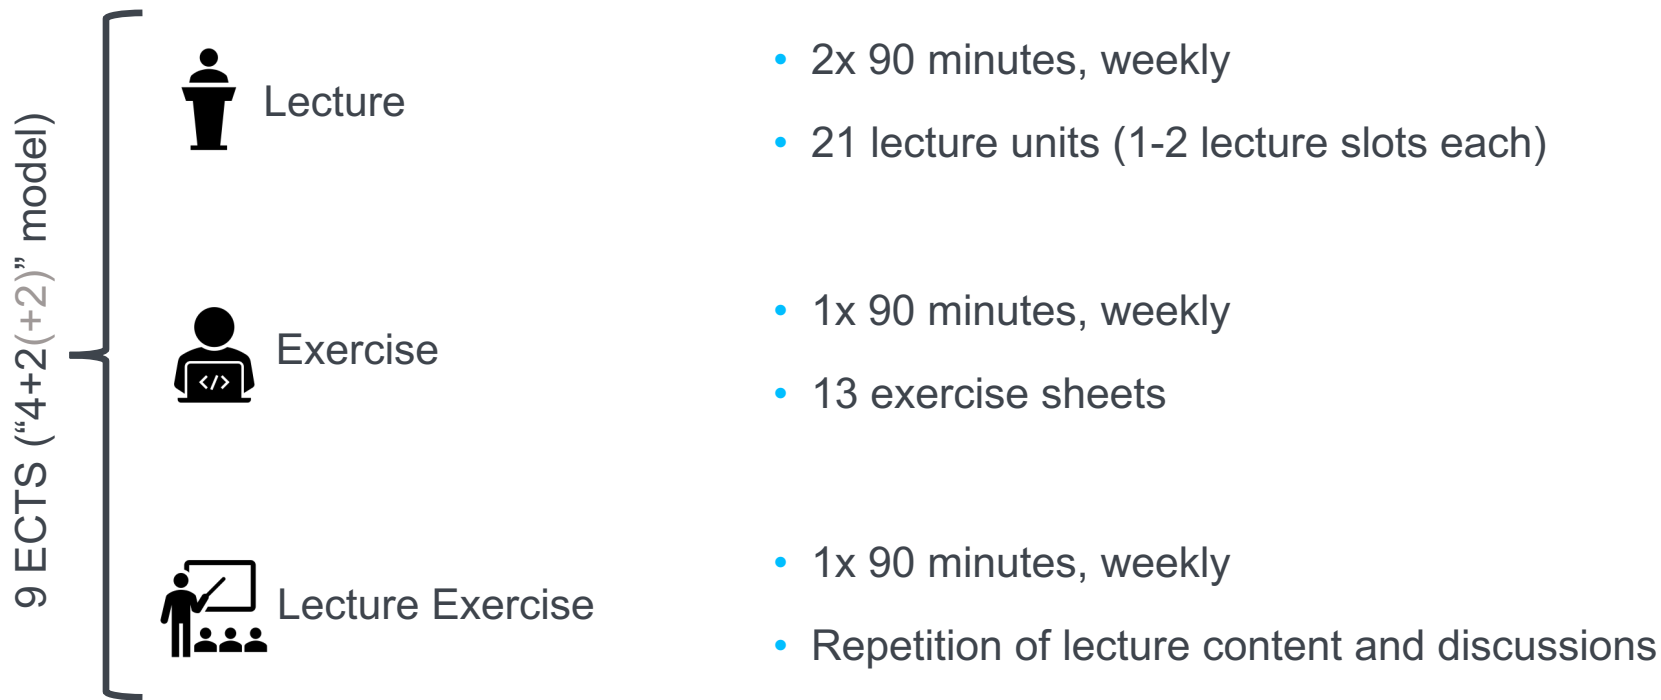 9 ECTS (“4+2(+2)” model)
Lecture
• 2x 90 minutes, weekly
• 21 lecture units (1-2 lecture slots each)
</>
Exercise
• 1x 90 minutes, weekly
• 13 exercise sheets
Lecture Exercise
• 1x 90 minutes, weekly
• Repetition of lecture content and discussions